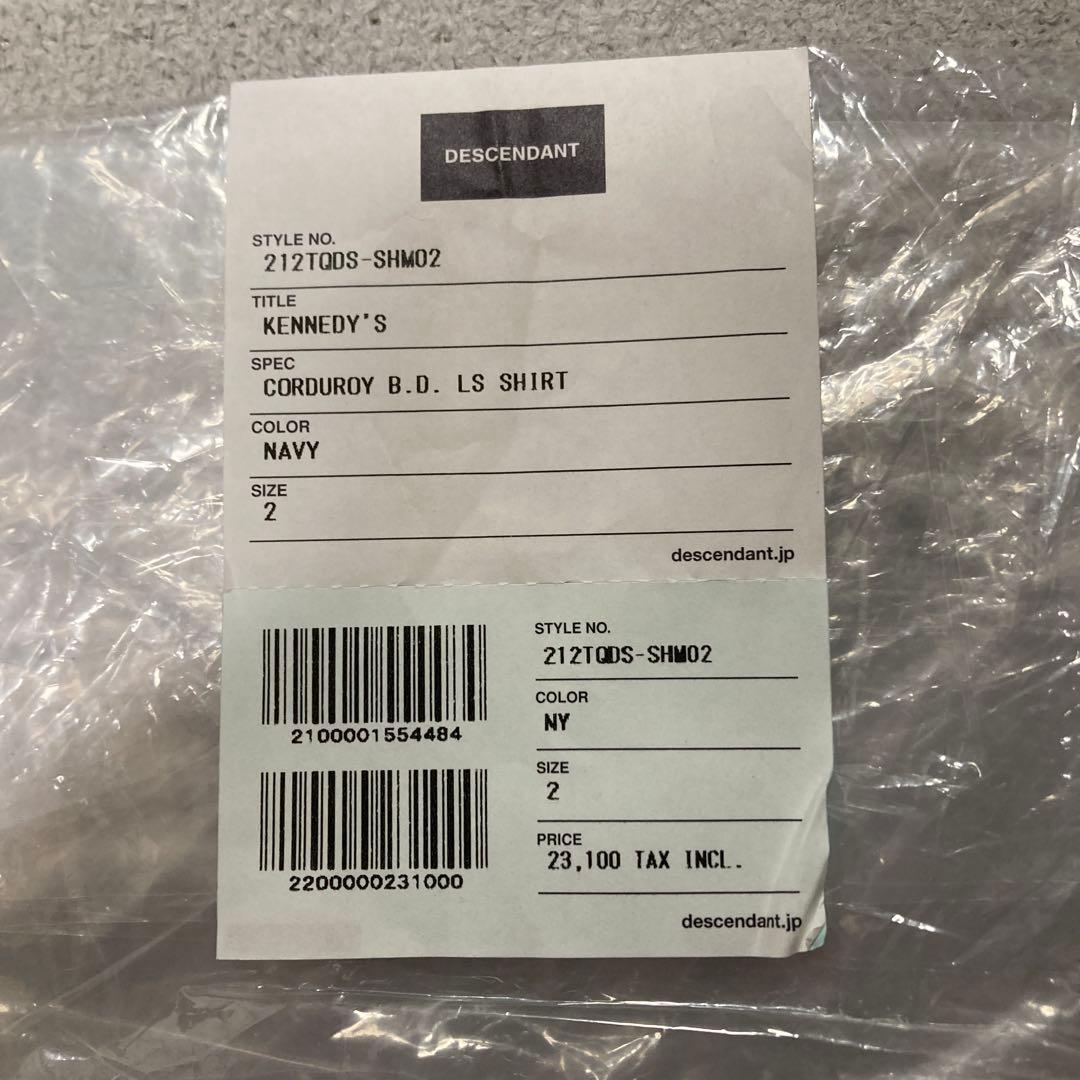 DESCENDANT
STYLE NO.
212TQDS-SHM02
TITLE
KENNEDY'S
SPEC
CORDUROY B.D. LS SHIRT
COLOR
NAVY
SIZE
2
descendant.jp
2100001554484
2200000231000
STYLE NO.
212TQDS-SHM02
COLOR
NY
SIZE
2
PRICE
23,100 TAX INCL.
descendant.jp